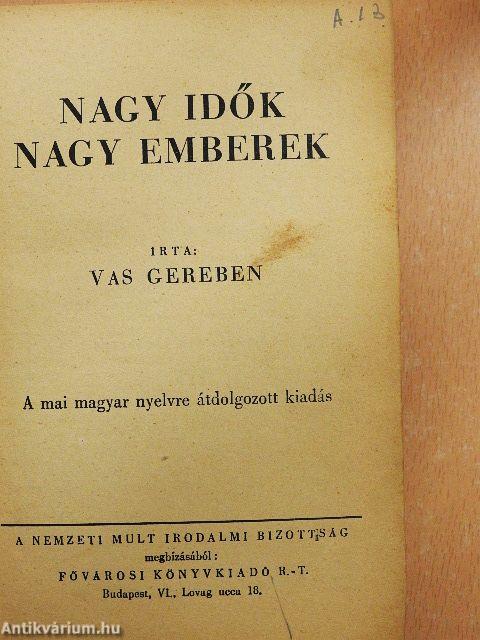 A. 13
NAGY IDŐK
NAGY EMBEREK
IRTA:
VAS GEREBEN
A mai magyar nyelvre átdolgozott kiadás
A NEMZETI MULT IRODALMI BIZOTTSÁG
megbízásából:
FŐVÁROSI KÖNYVKIADÓ R.-T.
Budapest, VI., Lovag ucca 18.
Antikvárium.hu